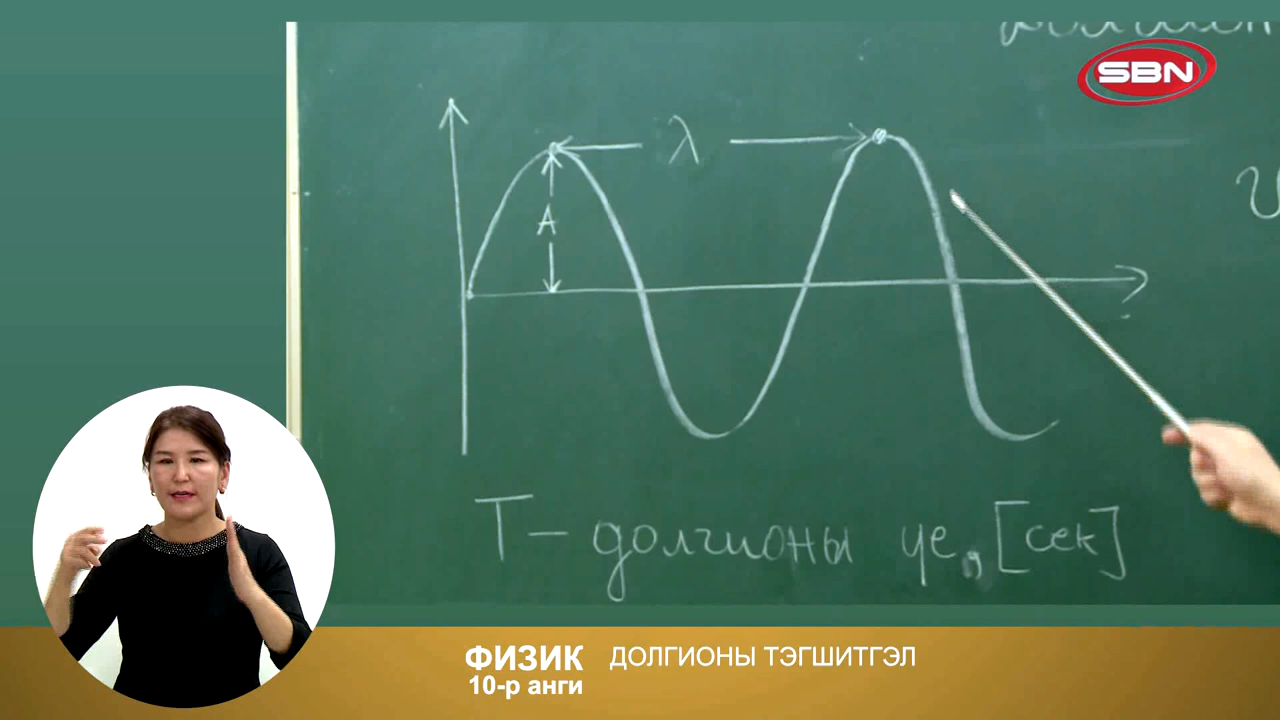 SBN
λ
A
T – долгионы үе, [сек]
ФИЗИК ДОЛГИОНЫ ТЭГШИТГЭЛ
10-р анги